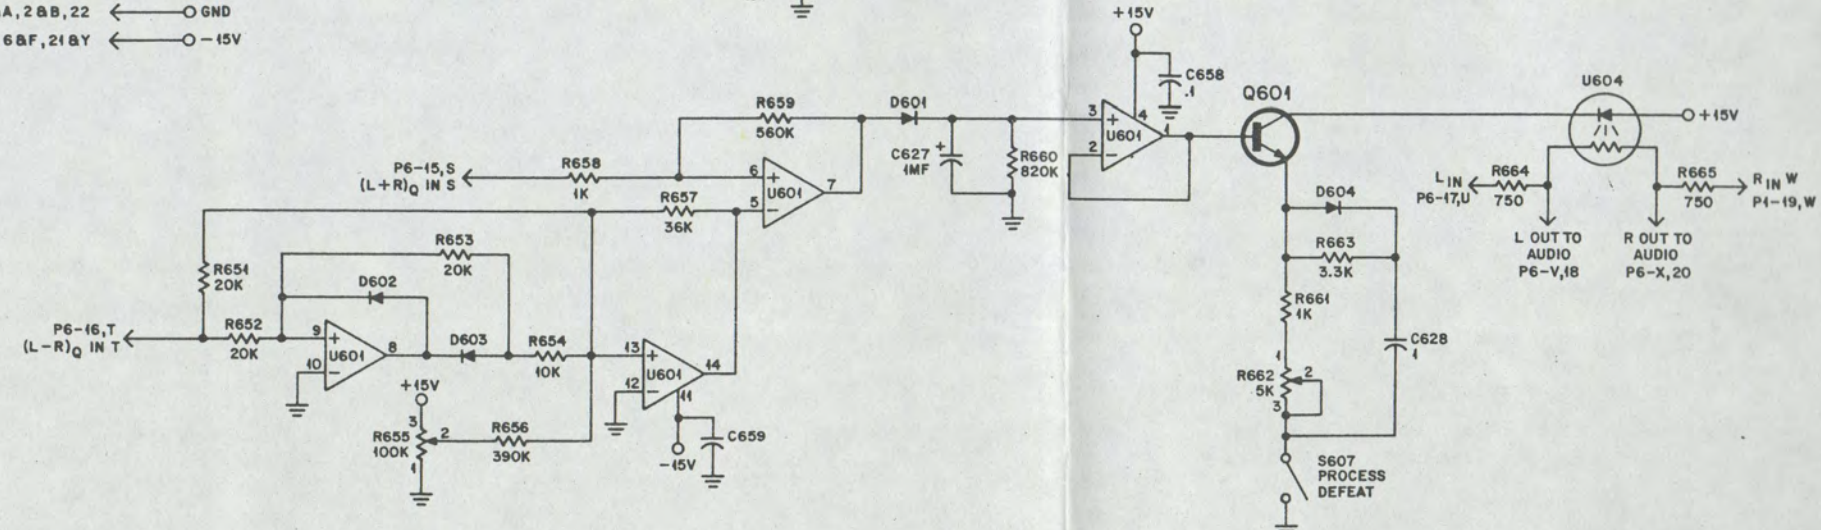 A, 2&B, 22 GND
6&F, 21&Y -15V
+15V
C658
.1
Q601
U604
+15V
R659
560K
D601
3
+
4
U601
1
2
-
C627
+
1MF
R660
820K
P6-15,S
(L+R)Q IN S
R658
1K
6
+
U601
7
5
-
R657
36K
LIN
P6-17,U
R664
750
R665
750
RIN W
P1-19,W
L OUT TO
AUDIO
P6-V,18
R OUT TO
AUDIO
P6-X,20
D604
R663
3.3K
R653
20K
R651
20K
D602
P6-16,T
(L-R)Q IN T
R652
20K
9
+
U601
8
10
-
D603
R654
10K
13
+
U601
14
12
-
11
R661
1K
C628
1
1
R662
5K
2
3
+15V
3
R655
100K
2
1
R656
390K
-15V
C659
S607
PROCESS
DEFEAT